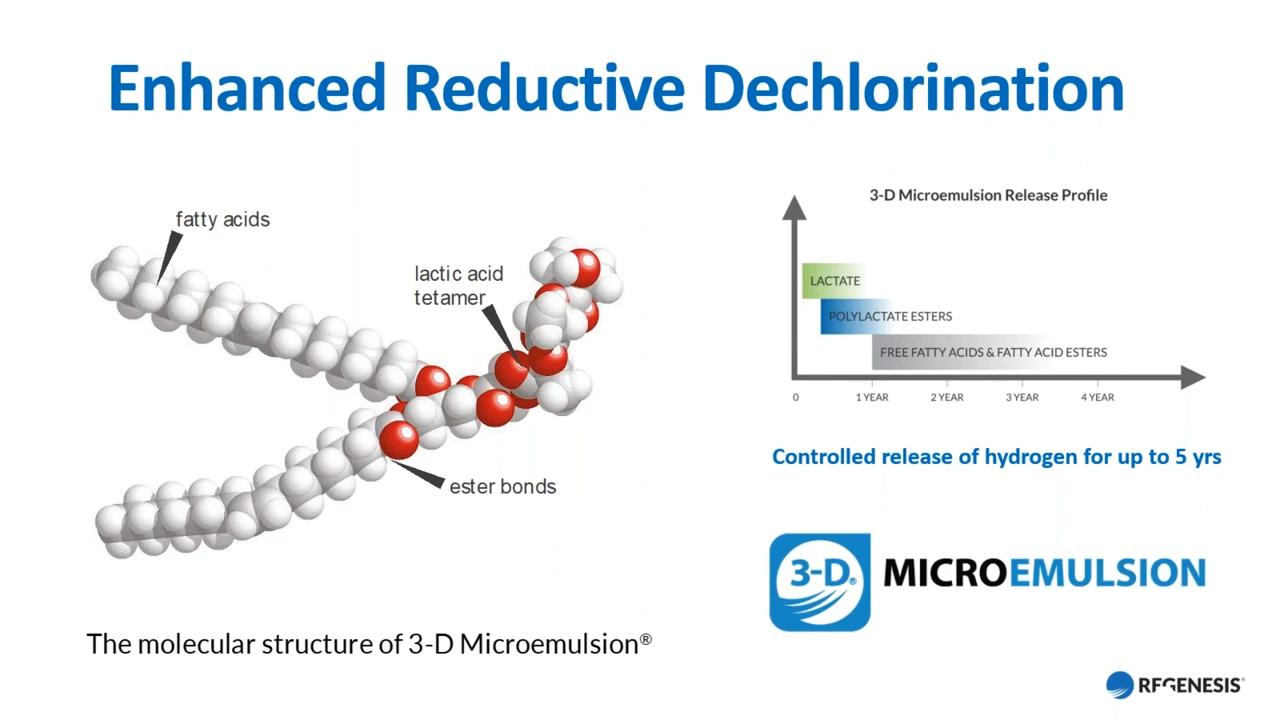 Enhanced Reductive Dechlorination
fatty acids
lactic acid
tetamer
ester bonds
The molecular structure of 3-D Microemulsion®
3-D Microemulsion Release Profile
LACTATE
POLYLACTATE ESTERS
FREE FATTY ACIDS & FATTY ACID ESTERS
0 1 YEAR 2 YEAR 3 YEAR 4 YEAR
Controlled release of hydrogen for up to 5 yrs
3-D® MICROEMULSION
REGENESIS®